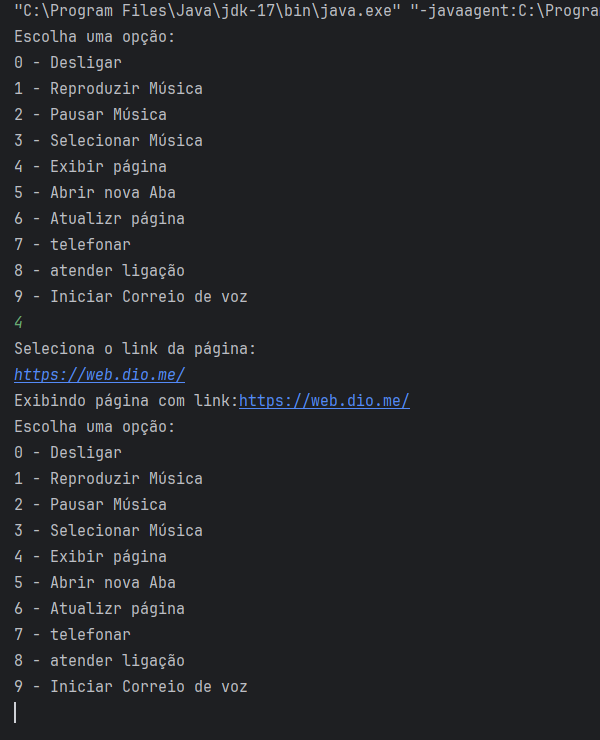 "C:\Program Files\Java\jdk-17\bin\java.exe" "-javaagent:C:\Progra
Escolha uma opção:
0 - Desligar
1 - Reproduzir Música
2 - Pausar Música
3 - Selecionar Música
4 - Exibir página
5 - Abrir nova Aba
6 - Atualizr página
7 - telefonar
8 - atender ligação
9 - Iniciar Correio de voz
4
Seleciona o link da página:
https://web.dio.me/
Exibindo página com link:https://web.dio.me/
Escolha uma opção:
0 - Desligar
1 - Reproduzir Música
2 - Pausar Música
3 - Selecionar Música
4 - Exibir página
5 - Abrir nova Aba
6 - Atualizr página
7 - telefonar
8 - atender ligação
9 - Iniciar Correio de voz